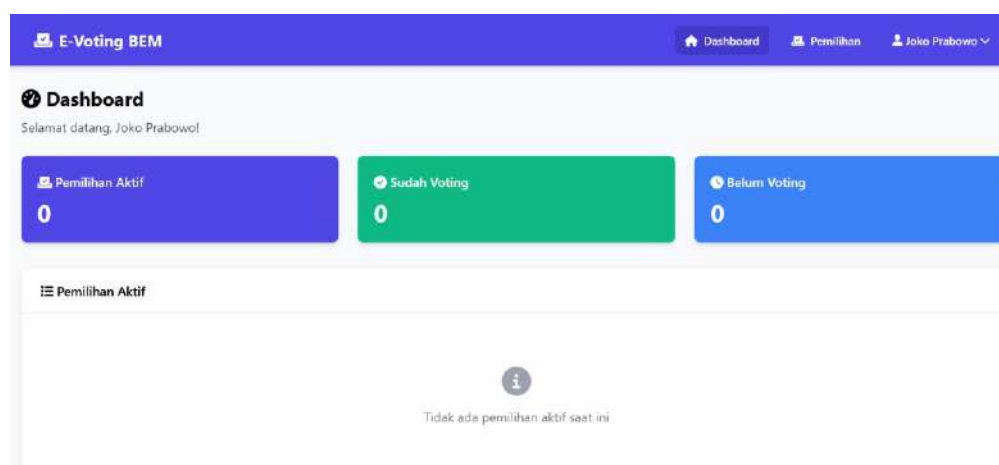 E-Voting BEM
Dashboard Pemilihan Joko Prabowo
Dashboard
Selamat datang, Joko Prabowo!
Pemilihan Aktif
0
Sudah Voting
0
Belum Voting
0
Pemilihan Aktif
Tidak ada pemilihan aktif saat ini